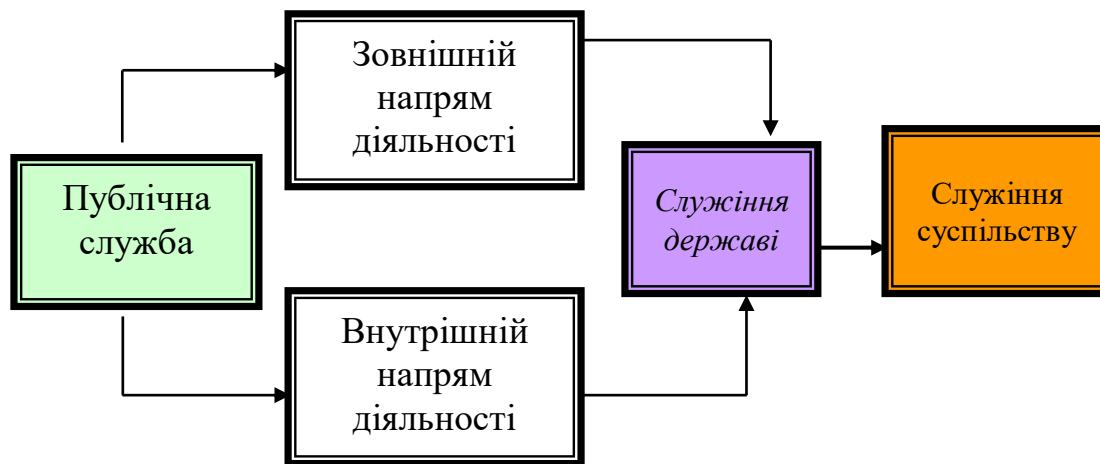 Зовнішній
напрям
діяльності
Публічна
служба
Служіння
державі
Служіння
суспільству
Внутрішній
напрям
діяльності